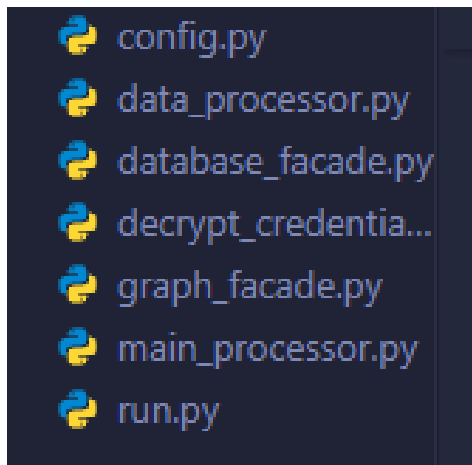 config.py
data_processor.py
database_facade.py
decrypt_credentia...
graph_facade.py
main_processor.py
run.py